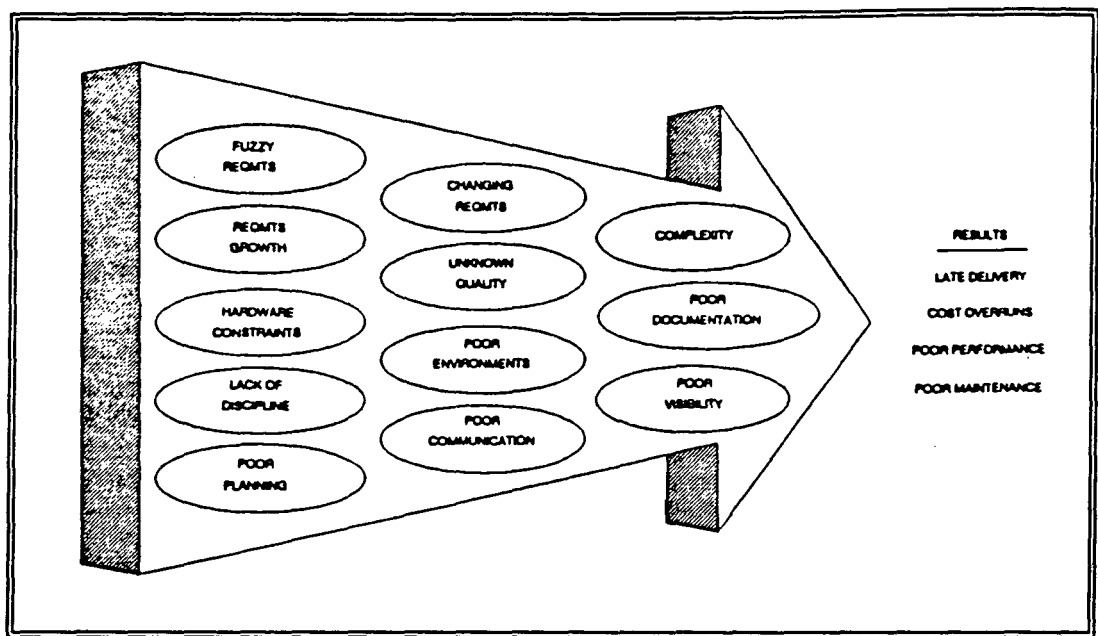 FUZZY
REQMTS
REQMTS
GROWTH
HARDWARE
CONSTRAINTS
LACK OF
DISCIPLINE
POOR
PLANNING
CHANGING
REQMTS
UNKNOWN
QUALITY
POOR
ENVIRONMENTS
POOR
COMMUNICATION
COMPLEXITY
POOR
DOCUMENTATION
POOR
VISIBILITY
RESULTS
LATE DELIVERY
COST OVERRUNS
POOR PERFORMANCE
POOR MAINTENANCE